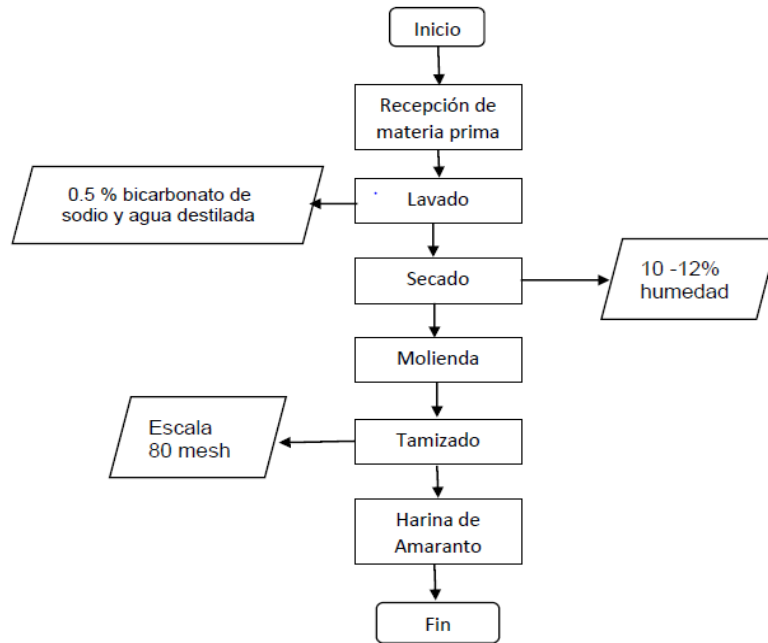 Inicio
Recepción de
materia prima
0.5 % bicarbonato de
sodio y agua destilada
Lavado
Secado
10 -12%
humedad
Molienda
Escala
80 mesh
Tamizado
Harina de
Amaranto
Fin